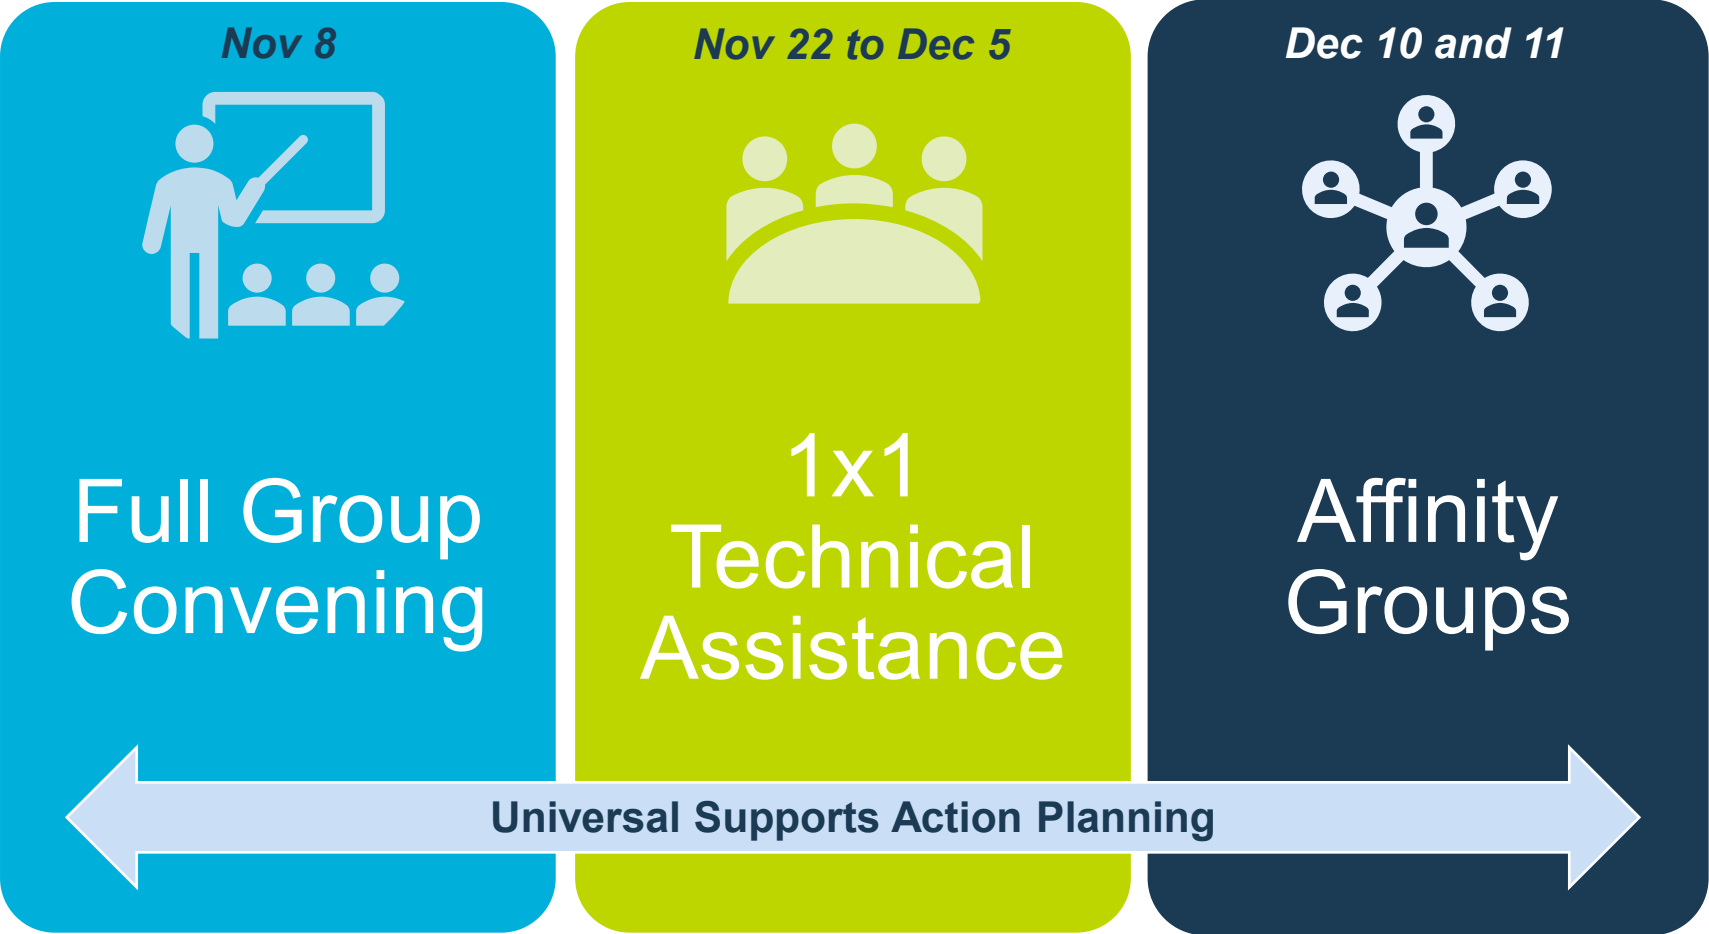 Nov 8
Full Group
Convening
Nov 22 to Dec 5
1x1
Technical
Assistance
Dec 10 and 11
Affinity
Groups
Universal Supports Action Planning